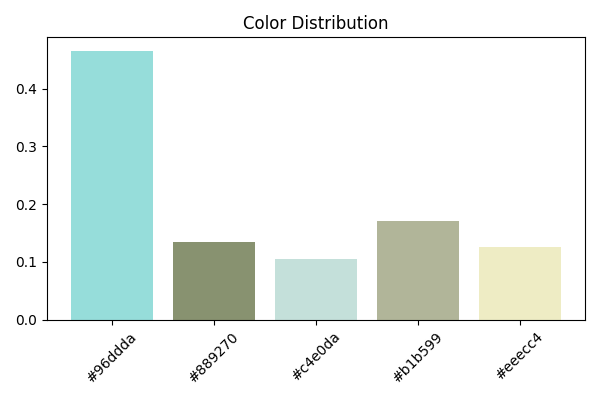 Color Distribution
0.4
0.3
0.2
0.1
0.0
#96ddda
#889270
#c4e0da
#b1b599
#eeecc4